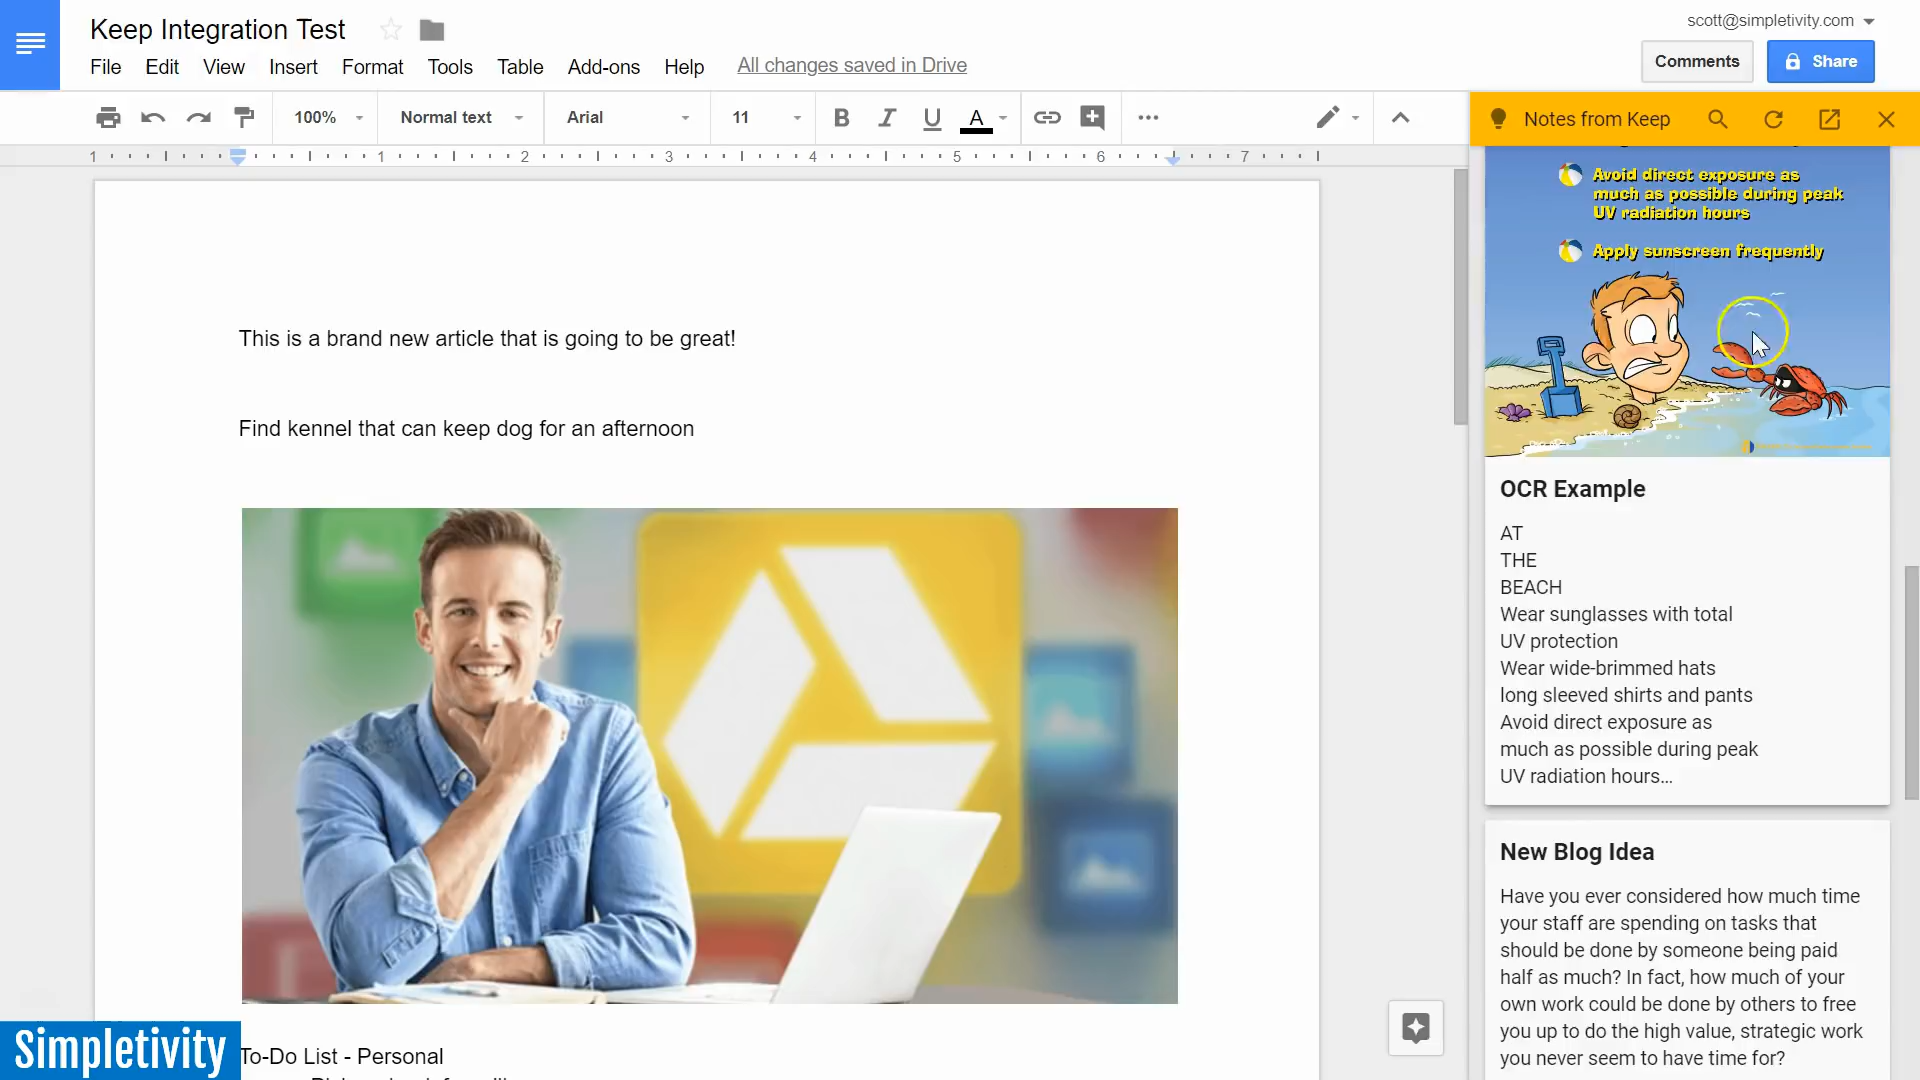 Keep Integration Test
scott@simpletivity.com
File Edit View Insert Format Tools Table Add-ons Help All changes saved in Drive
Comments
Share
100% Normal text Arial 11 B I U A
Notes from Keep
1 1 2 3 4 5 6 7
Avoid direct exposure as
much as possible during peak
UV radiation hours
Apply sunscreen frequently
This is a brand new article that is going to be great!
Find kennel that can keep dog for an afternoon
OCR Example
AT
THE
BEACH
Wear sunglasses with total
UV protection
Wear wide-brimmed hats
long sleeved shirts and pants
Avoid direct exposure as
much as possible during peak
UV radiation hours...
New Blog Idea
Have you ever considered how much time
your staff are spending on tasks that
should be done by someone being paid
half as much? In fact, how much of your
own work could be done by others to free
you up to do the high value, strategic work
you never seem to have time for?
Simpletivity
To-Do List - Personal